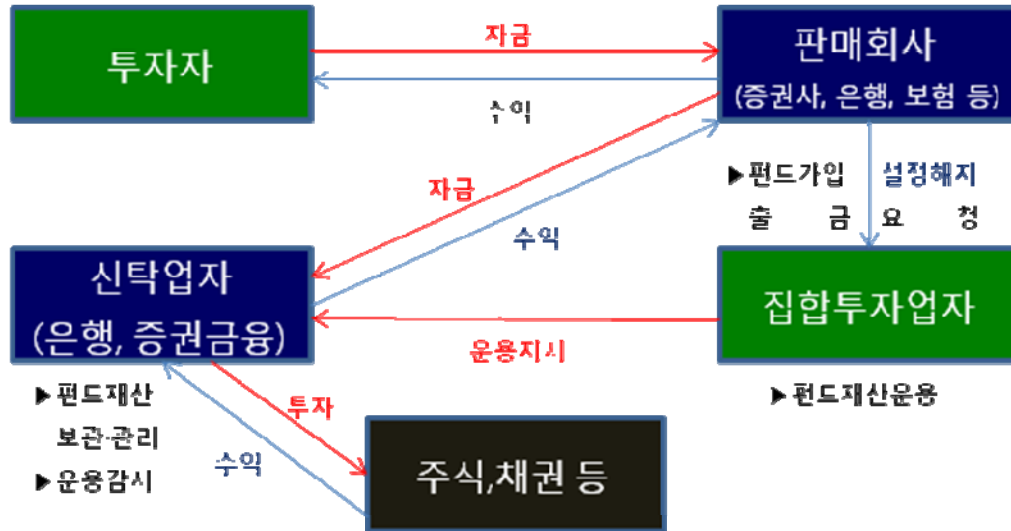 투자자
자금
수익
판매회사
(증권사, 은행, 보험 등)
▶펀드가입 설정해지
출 금 요 청
자금
수익
신탁업자
(은행, 증권금융)
집합투자업자
운용지시
▶펀드재산
보관·관리
▶운용감시
투자
수익
▶펀드재산운용
주식,채권 등